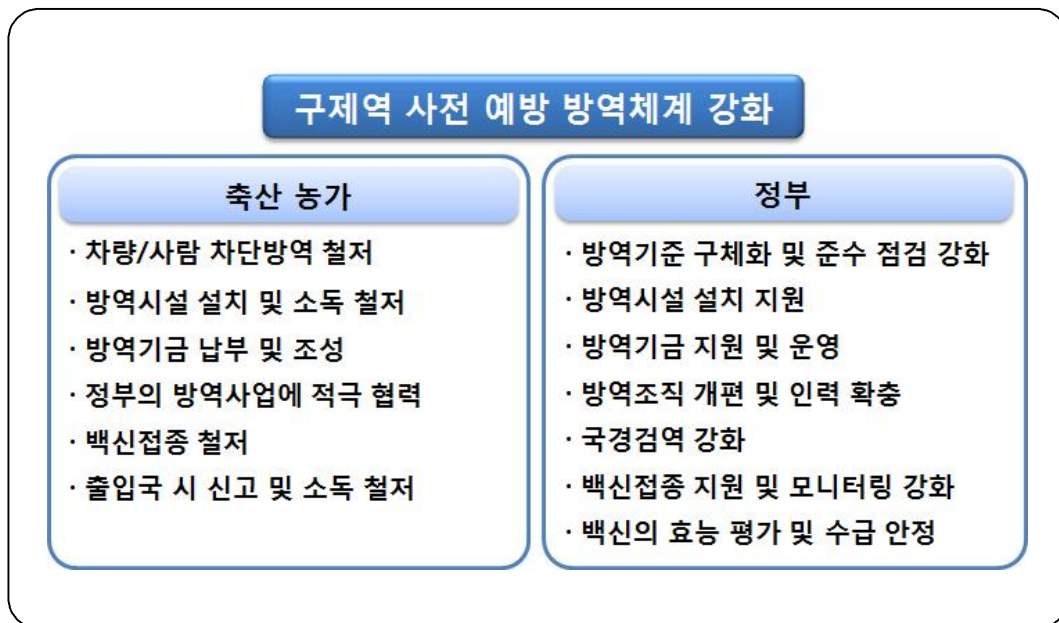 구제역 사전 예방 방역체계 강화
축산 농가
· 차량/사람 차단방역 철저
· 방역시설 설치 및 소독 철저
· 방역기금 납부 및 조성
· 정부의 방역사업에 적극 협력
· 백신접종 철저
· 출입국 시 신고 및 소독 철저
정부
· 방역기준 구체화 및 준수 점검 강화
· 방역시설 설치 지원
· 방역기금 지원 및 운영
· 방역조직 개편 및 인력 확충
· 국경검역 강화
· 백신접종 지원 및 모니터링 강화
· 백신의 효능 평가 및 수급 안정